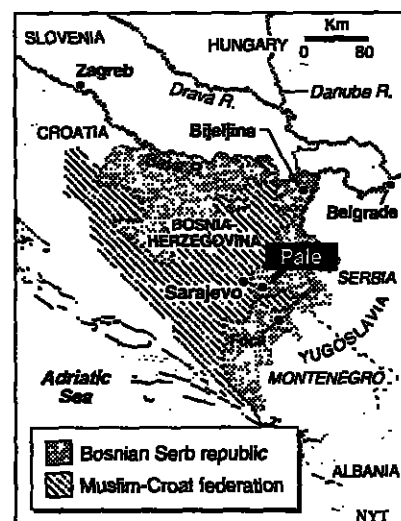 SLOVENIA
HUNGARY
Km
0 80
Zagreb
Drava R.
Danube R.
CROATIA
Bijeljina
Belgrade
BOSNIA-
HERZEGOVINA
Pale
Sarajevo
SERBIA
YUGOSLAVIA
MONTENEGRO
Adriatic
Sea
Bosnian Serb republic
Muslim-Croat federation
ALBANIA
NYT